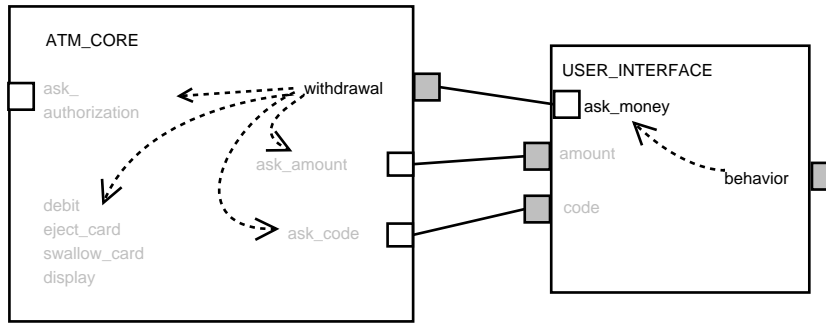 ATM_CORE
ask_
authorization
withdrawal
ask_amount
debit
eject_card
swallow_card
display
ask_code
USER_INTERFACE
ask_money
amount
behavior
code